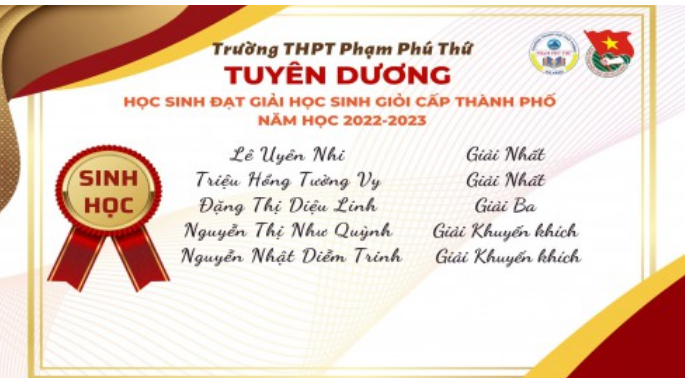 Trường THPT Phạm Phú Thứ
TUYÊN DƯƠNG
HỌC SINH ĐẠT GIẢI HỌC SINH GIỎI CẤP THÀNH PHỐ
NĂM HỌC 2022-2023
SINH
HỌC
Lê Uyên Nhi Giải Nhất
Triệu Hồng Tường Vy Giải Nhất
Đặng Thị Diệu Linh Giải Ba
Nguyễn Thị Như Quỳnh Giải Khuyến khích
Nguyễn Nhật Diễm Trinh Giải Khuyến khích